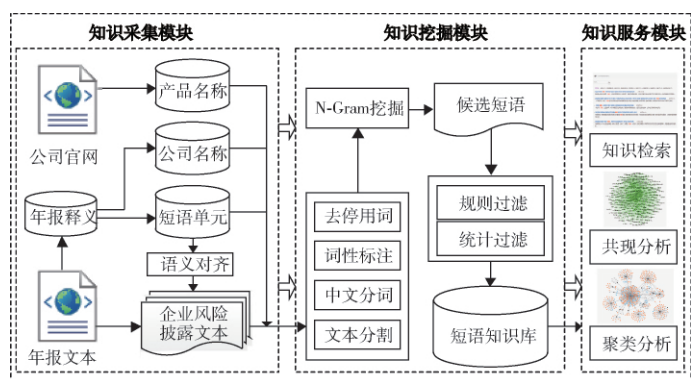 知识采集模块
知识挖掘模块
知识服务模块
产品名称
公司官网
公司名称
年报释义
短语单元
语义对齐
企业风险
披露文本
年报文本
N-Gram挖掘
候选短语
去停用词
词性标注
中文分词
文本分割
规则过滤
统计过滤
短语知识库
知识检索
共现分析
聚类分析